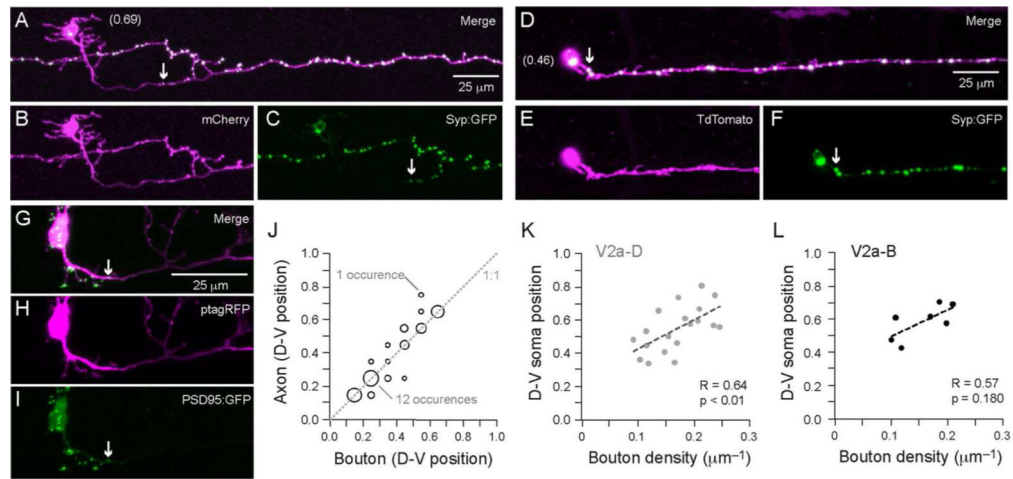 A
(0.69)
Merge
25 μm
B
mCherry
C
Syp:GFP
D
(0.46)
Merge
25 μm
E
TdTomato
F
Syp:GFP
G
Merge
25 μm
H
ptagRFP
I
PSD95:GFP
J
1 occurence
1:1
12 occurences
Axon (D-V position)
1.0
0.8
0.6
0.4
0.2
0.0
0.0 0.2 0.4 0.6 0.8 1.0
Bouton (D-V position)
K
V2a-D
D-V soma position
1.0
0.8
0.6
0.4
0.2
0.0
R = 0.64
p < 0.01
0 0.1 0.2 0.3
Bouton density (μm⁻¹)
L
V2a-B
D-V soma position
1.0
0.8
0.6
0.4
0.2
0.0
R = 0.57
p = 0.180
0 0.1 0.2 0.3
Bouton density (μm⁻¹)